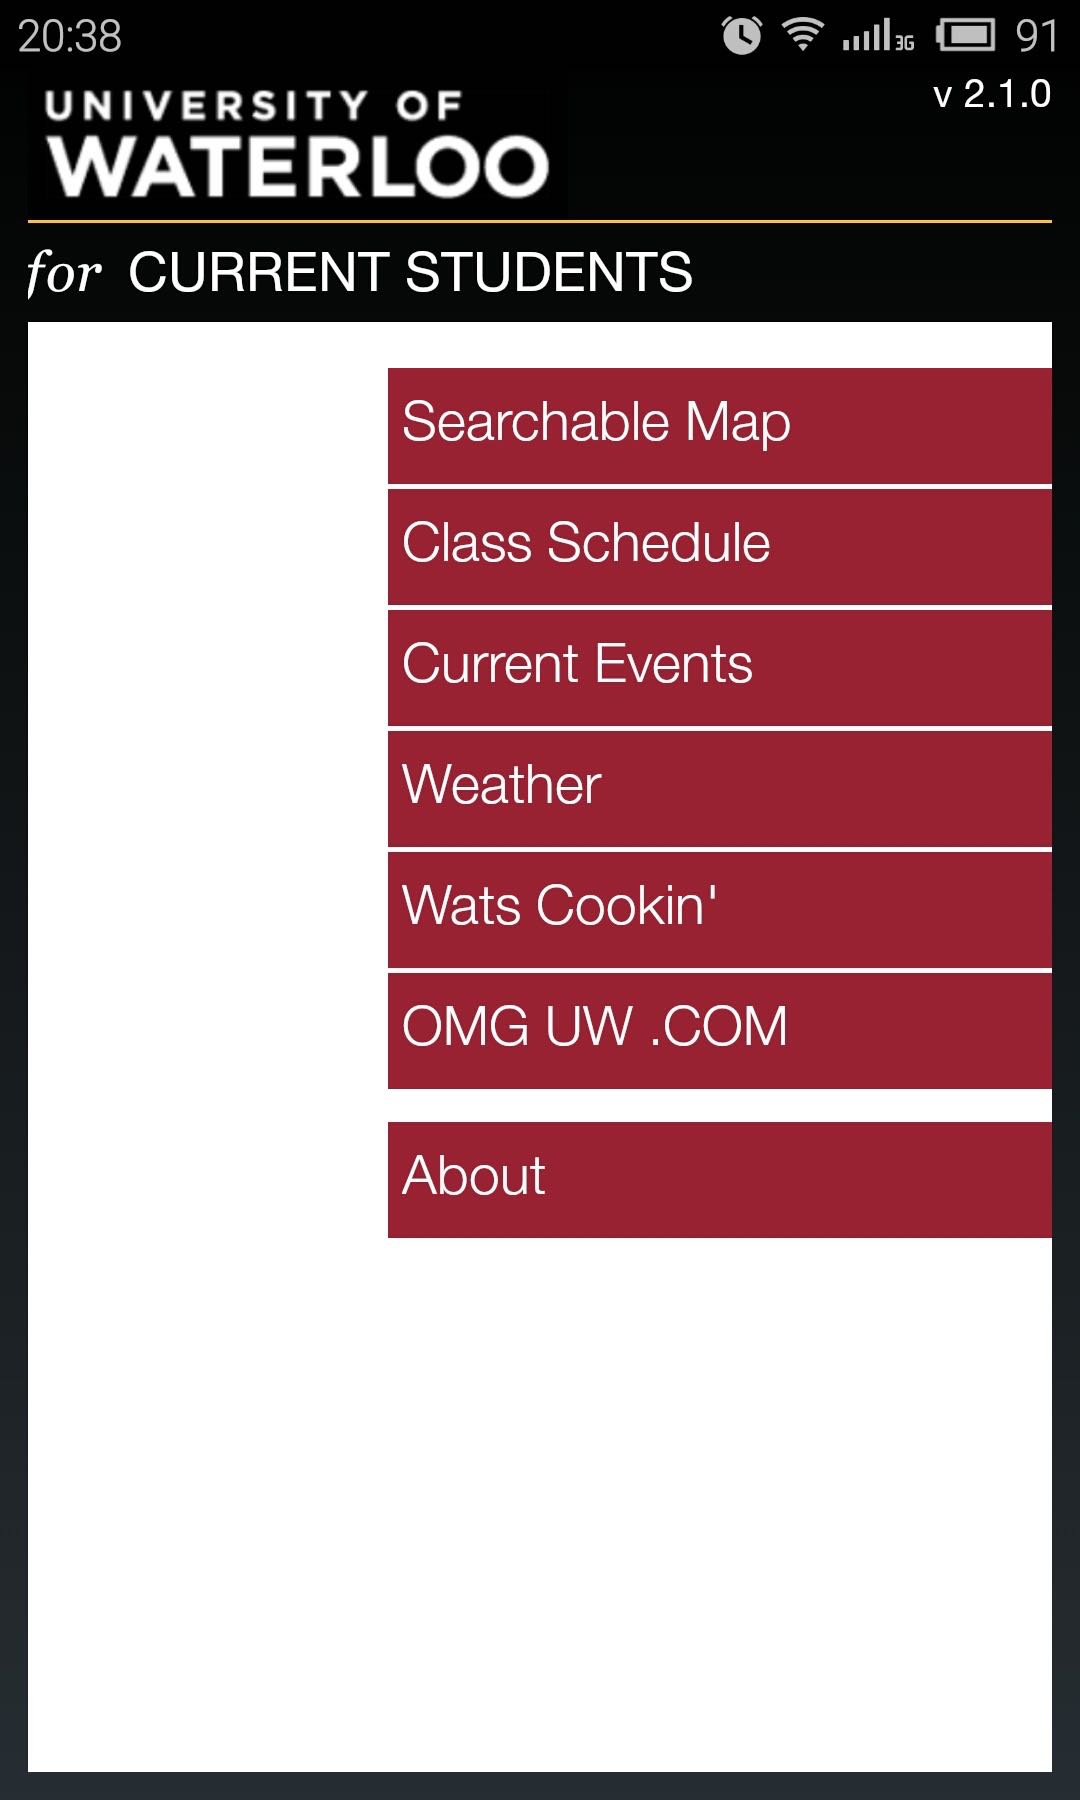 20:38 3G 91
v 2.1.0
UNIVERSITY OF
WATERLOO
for CURRENT STUDENTS
Searchable Map
Class Schedule
Current Events
Weather
Wats Cookin'
OMG UW .COM
About